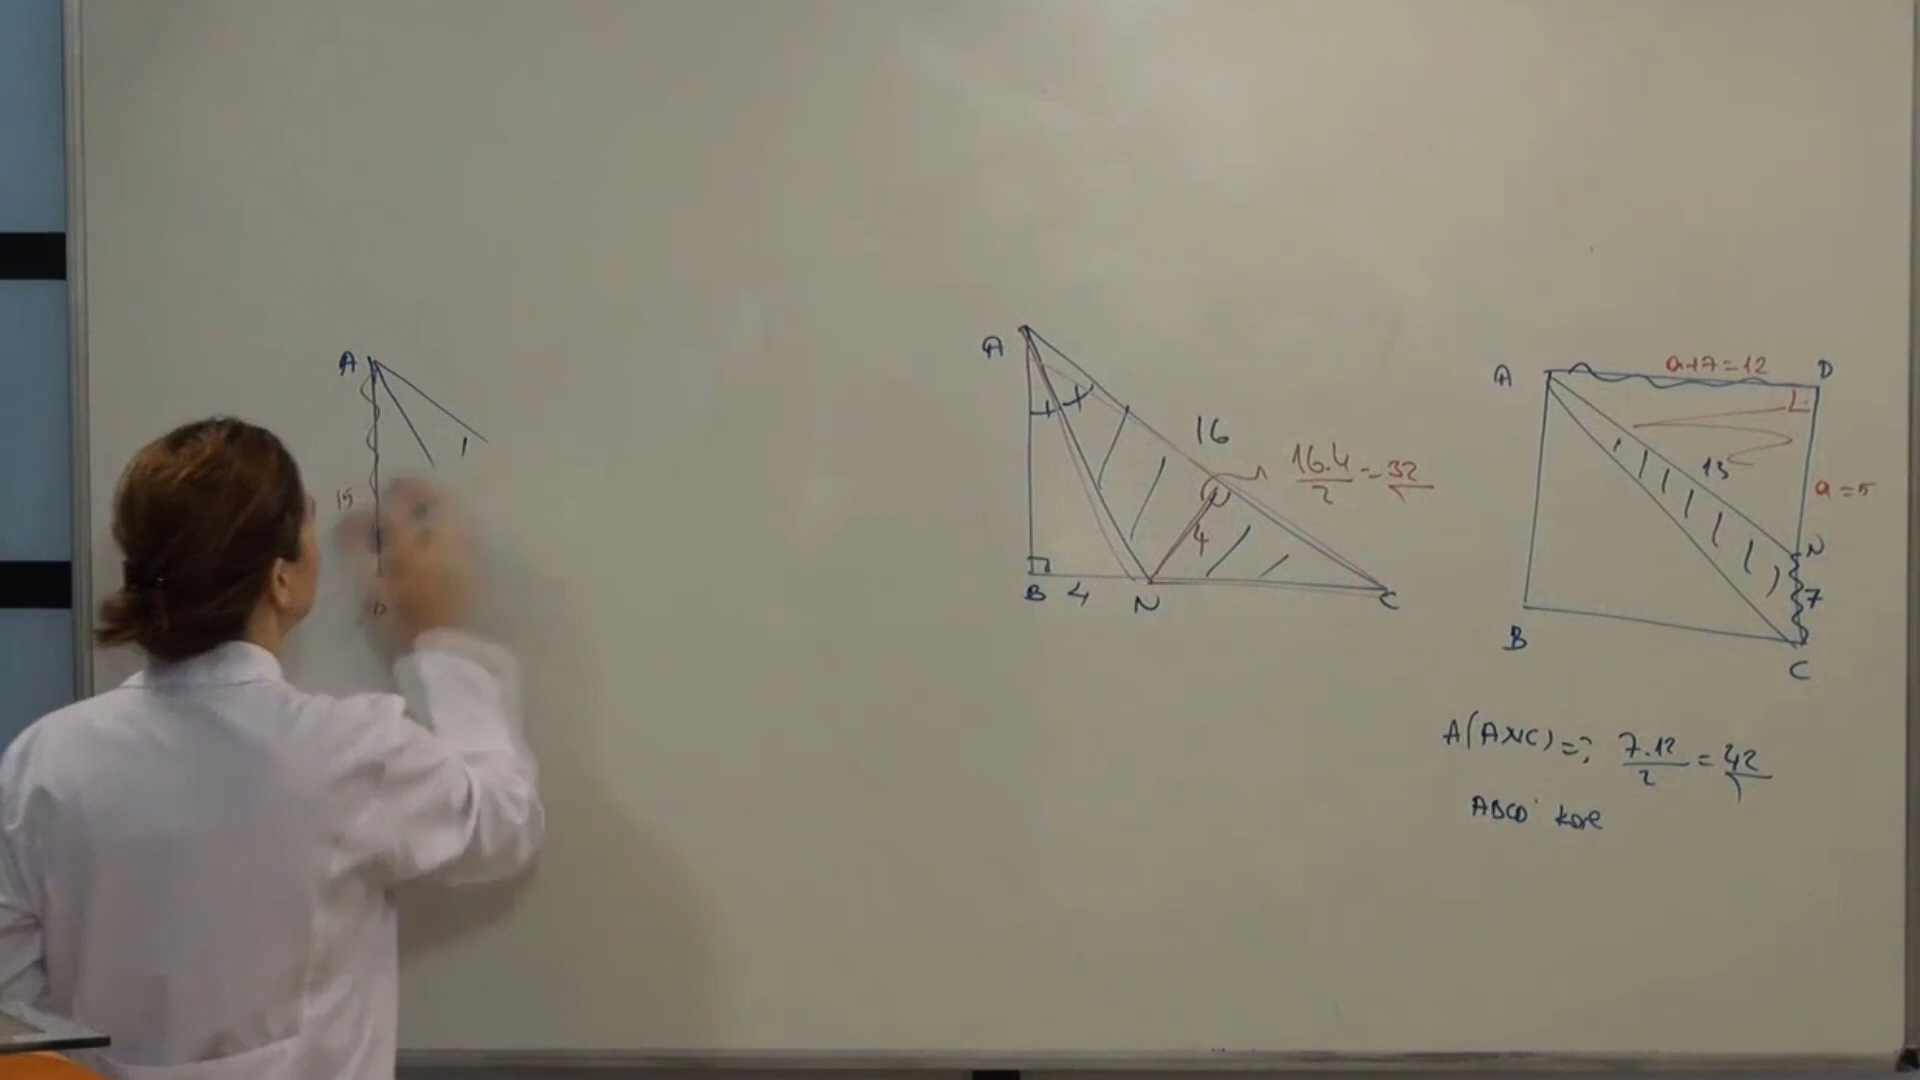 A
15
D
A
16
16.4/2 = 32
4
B 4 N C
A a+7=12 D
13
a=5
N
7
B
C
A(ANC)=? 7.12/2 = 42
ABCD kare